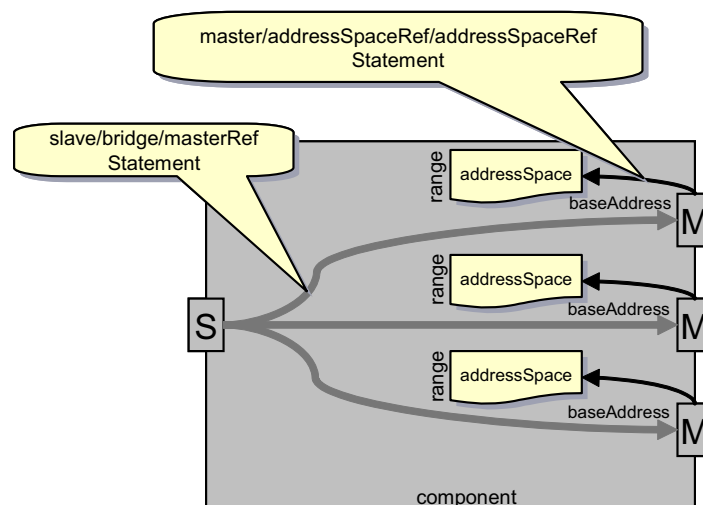 master/addressSpaceRef/addressSpaceRef
Statement
slave/bridge/masterRef
Statement
range
addressSpace
baseAddress
M
range
addressSpace
baseAddress
S
M
range
addressSpace
baseAddress
M
component